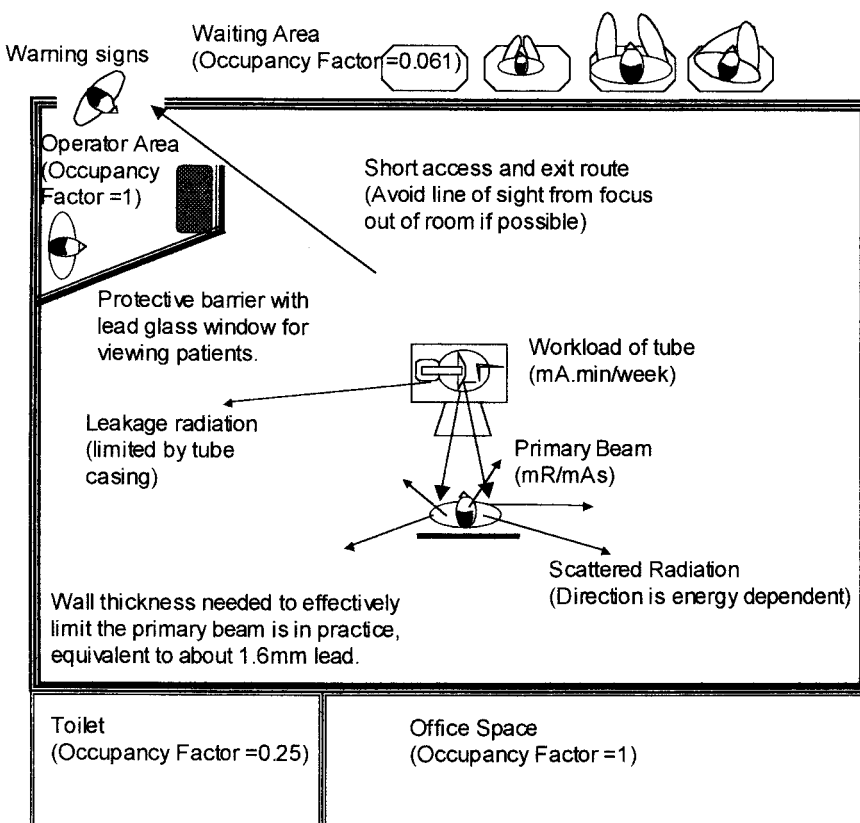 Warning signs
Waiting Area
(Occupancy Factor=0.061)
Operator Area
(Occupancy
Factor =1)
Short access and exit route
(Avoid line of sight from focus
out of room if possible)
Protective barrier with
lead glass window for
viewing patients.
Workload of tube
(mA.min/week)
Leakage radiation
(limited by tube
casing)
Primary Beam
(mR/mAs)
Scattered Radiation
(Direction is energy dependent)
Wall thickness needed to effectively
limit the primary beam is in practice,
equivalent to about 1.6mm lead.
Toilet
(Occupancy Factor =0.25)
Office Space
(Occupancy Factor =1)